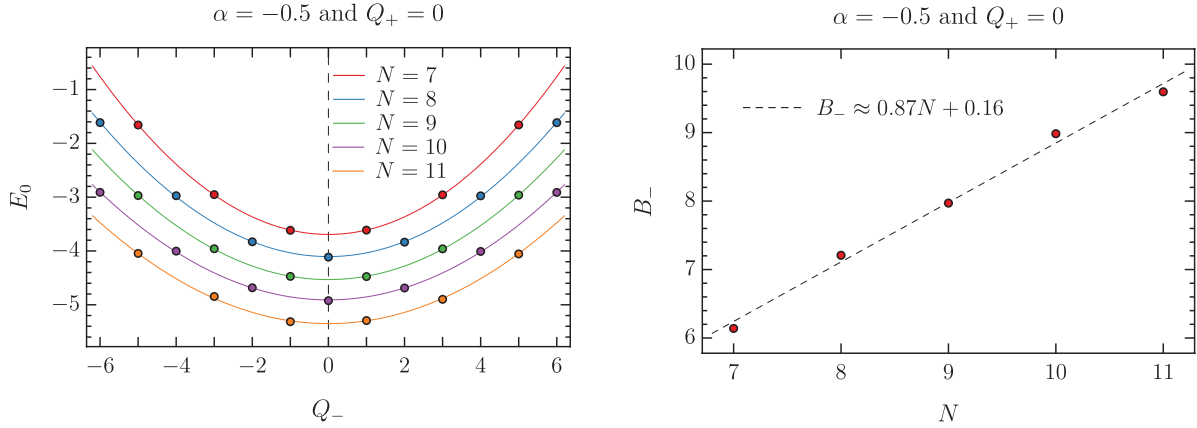 α = −0.5 and Q₊ = 0
E₀
−1
−2
−3
−4
−5
N = 7
N = 8
N = 9
N = 10
N = 11
−6
−4
−2
0
2
4
6
Q₋
α = −0.5 and Q₊ = 0
B₋
10
9
8
7
6
B₋ ≈ 0.87N + 0.16
7
8
9
10
11
N